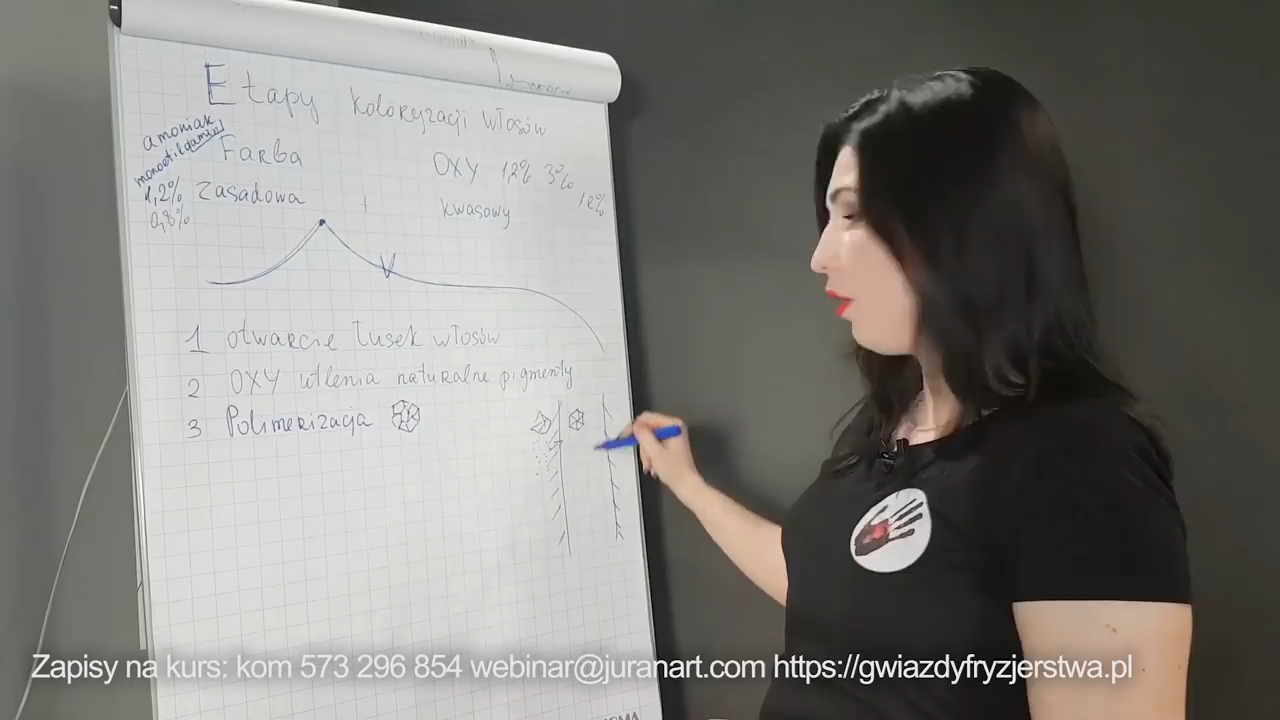 Etapy koloryzacji włosów
amoniak
Farba
OXY 1,2% 3%
12%
1,2% Zasadowa + kwasowy
0,8%
1 otwarcie łusek włosów
2 OXY utlenia naturalne pigmenty
3 Polimerizacja
Zapisy na kurs: kom 573 296 854 webinar@juranart.com https://gwiazdyfryzjerstwa.pl